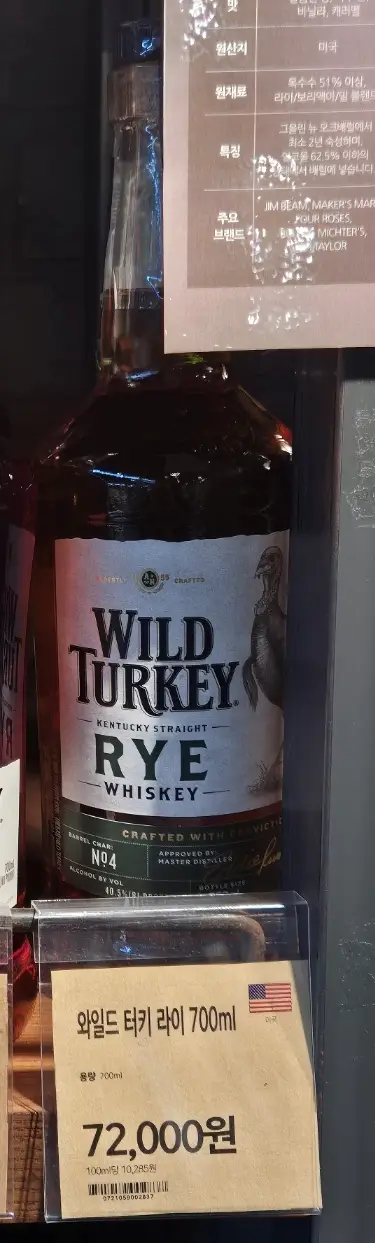 맛
바닐라, 캐러멜
원산지
미국
원재료
옥수수 51% 이상,
라이/보리맥아/밀 블렌드
특징
그을린 뉴 오크배럴에서
최소 2년 숙성하며,
62.5% 이하의
배럴에 넣습니다.
주요
브랜드
JIM BEAM, MAKER'S MAR
FOUR ROSES,
MICHTER'S,
TAYLOR
CRAFTED
WILD
TURKEY
KENTUCKY STRAIGHT
RYE
WHISKEY
CRAFTED WITH
BARREL CHAR:
Nº4
APPROVED BY:
MASTER DISTILLER
ALCOHOL BY VOL
40.5%
BOTTLE SIZE
와일드 터키 라이 700ml
미국
용량 700ml
72,000원
100ml당 10,285원